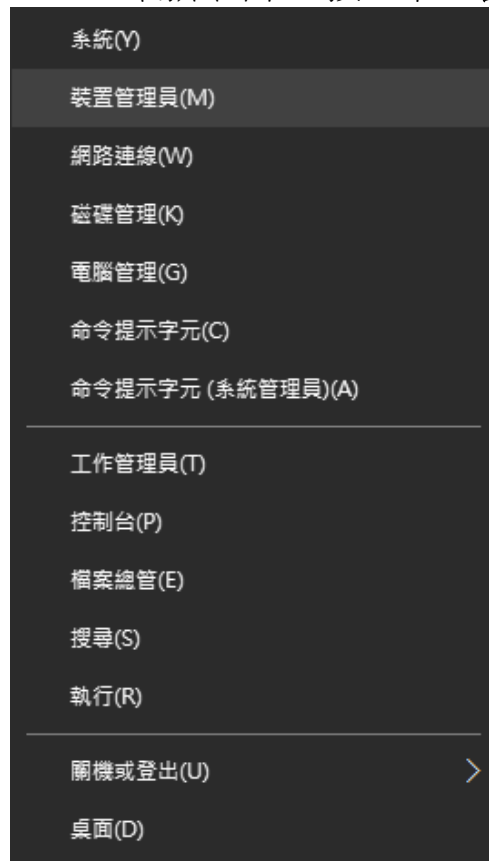 系統(Y)
裝置管理員(M)
網路連線(W)
磁碟管理(K)
電腦管理(G)
命令提示字元(C)
命令提示字元 (系統管理員)(A)
工作管理員(T)
控制台(P)
檔案總管(E)
搜尋(S)
執行(R)
關機或登出(U)
桌面(D)